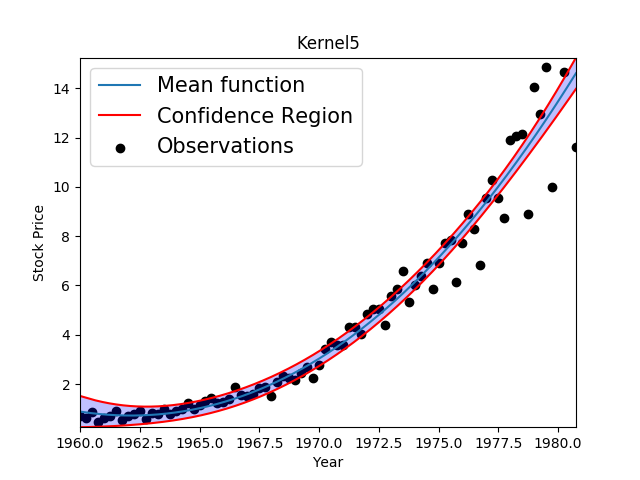 Kernel5
Mean function
Confidence Region
Observations
Stock Price
14
12
10
8
6
4
2
1960.0 1962.5 1965.0 1967.5 1970.0 1972.5 1975.0 1977.5 1980.0
Year